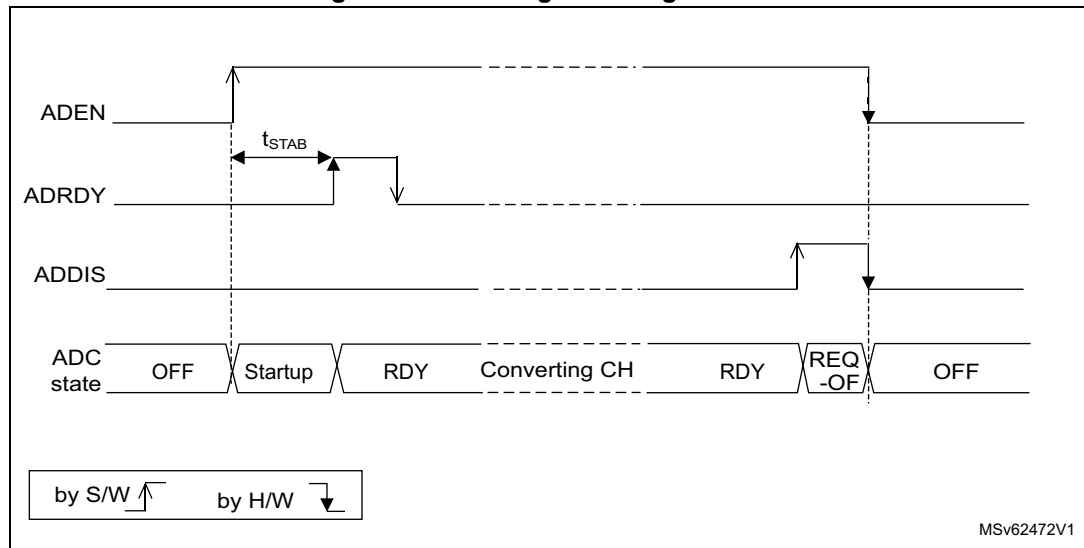 ADEN
tSTAB
ADRDY
ADDIS
ADC
state
OFF
Startup
RDY
Converting CH
RDY
REQ
-OF
OFF
by S/W
by H/W
MSv62472V1